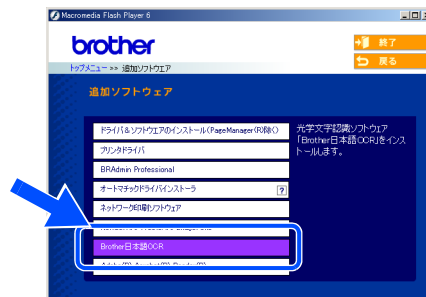 Macromedia Flash Player 6
brother
終了
戻る
トップメニュー >> 追加ソフトウェア
追加ソフトウェア
ドライバ&ソフトウェアのインストール(PageManager(R)除く)
プリンタドライバ
BRAdmin Professional
オートマチックドライバインストーラ
?
ネットワーク印刷ソフトウェア
Brother日本語OCR
光学文字認識ソフトウェア
「Brother日本語OCR」をインス
トールします。